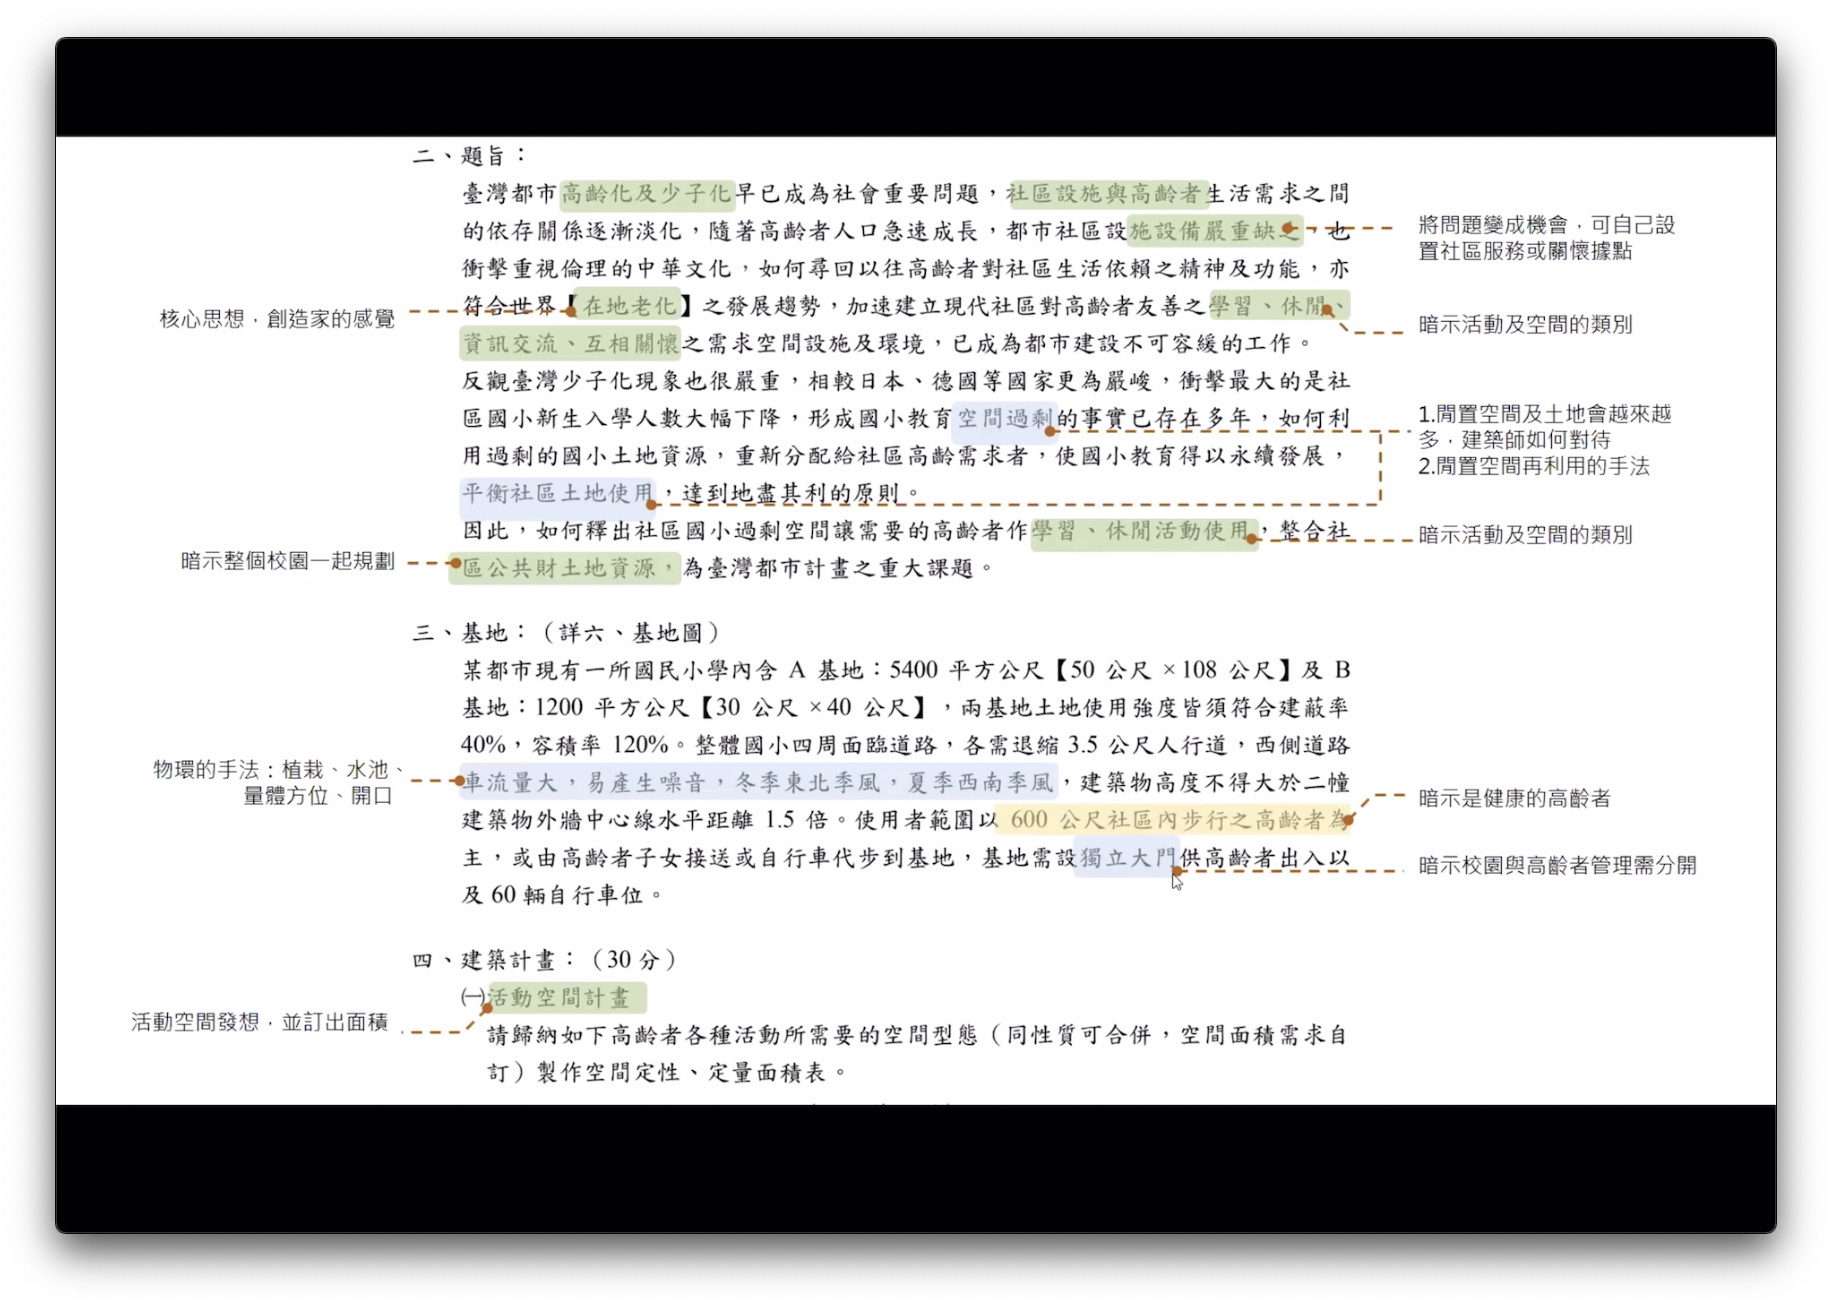 二、題旨：
臺灣都市高齡化及少子化早已成為社會重要問題，社區設施與高齡者生活需求之間
的依存關係逐漸淡化，隨著高齡者人口急速成長，都市社區設施設備嚴重缺乏，也
衝擊重視倫理的中華文化，如何尋回以往高齡者對社區生活依賴之精神及功能，亦
符合世界【在地老化】之發展趨勢，加速建立現代社區對高齡者友善之學習、休閒、
資訊交流、互相關懷之需求空間設施及環境，已成為都市建設不可容緩的工作。
反觀臺灣少子化現象也很嚴重，相較日本、德國等國家更為嚴峻，衝擊最大的是社
區國小新生入學人數大幅下降，形成國小教育空間過剩的事實已存在多年，如何利
用過剩的國小土地資源，重新分配給社區高齡需求者，使國小教育得以永續發展，
平衡社區土地使用，達到地盡其利的原則。
因此，如何釋出社區國小過剩空間讓需要的高齡者作學習、休閒活動使用，整合社
區公共財土地資源，為臺灣都市計畫之重大課題。
核心思想，創造家的感覺
暗示整個校園一起規劃
將問題變成機會，可自己設
置社區服務或關懷據點
暗示活動及空間的類別
1.閒置空間及土地會越來越
多，建築師如何對待
2.閒置空間再利用的手法
暗示活動及空間的類別
三、基地：（詳六、基地圖）
某都市現有一所國民小學內含 A 基地：5400 平方公尺【50 公尺 ×108 公尺】及 B
基地：1200 平方公尺【30 公尺 ×40 公尺】，兩基地土地使用強度皆須符合建蔽率
40%，容積率 120%。整體國小四周面臨道路，各需退縮 3.5 公尺人行道，西側道路
車流量大，易產生噪音，冬季東北季風，夏季西南季風，建築物高度不得大於二幢
建築物外牆中心線水平距離 1.5 倍。使用者範圍以 600 公尺社區內步行之高齡者為
主，或由高齡者子女接送或自行車代步到基地，基地需設獨立大門供高齡者出入以
及 60 輛自行車位。
物環的手法：植栽、水池、
量體方位、開口
暗示是健康的高齡者
暗示校園與高齡者管理需分開
四、建築計畫：（30 分）
㈠活動空間計畫
請歸納如下高齡者各種活動所需要的空間型態（同性質可合併，空間面積需求自
訂）製作空間定性、定量面積表。
活動空間發想，並訂出面積